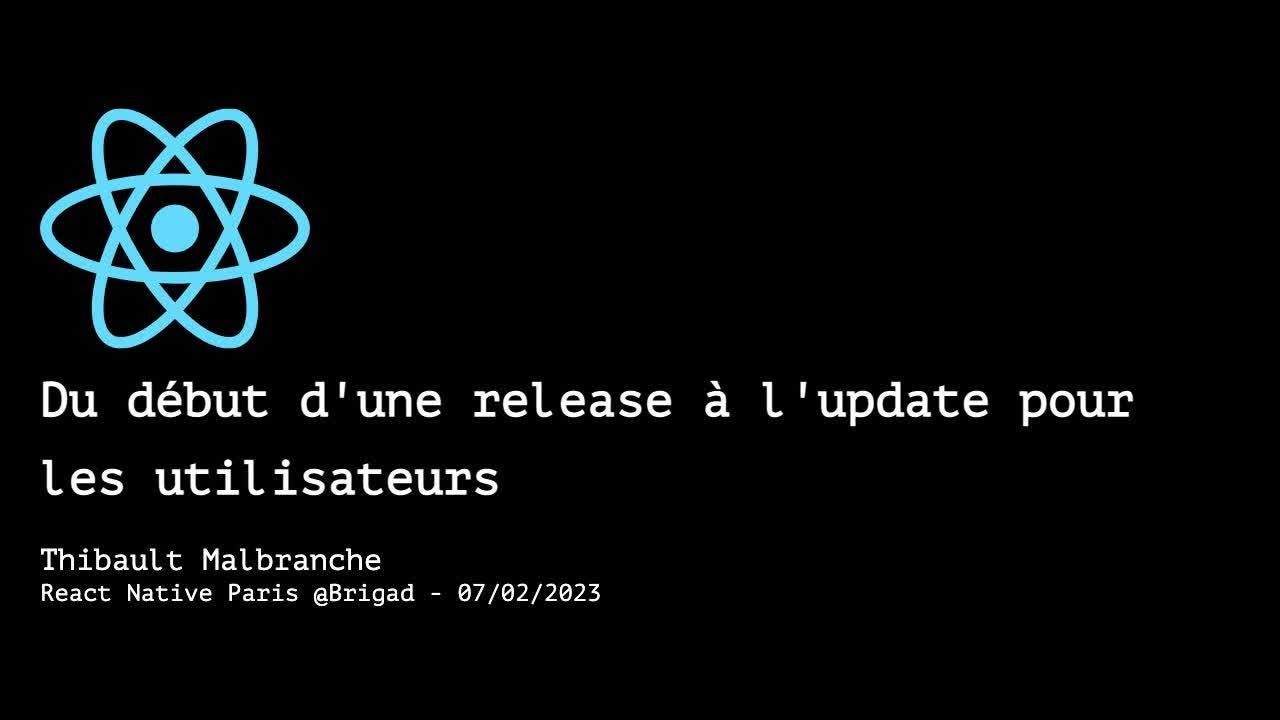 Du début d'une release à l'update pour
les utilisateurs
Thibault Malbranche
React Native Paris @Brigad - 07/02/2023